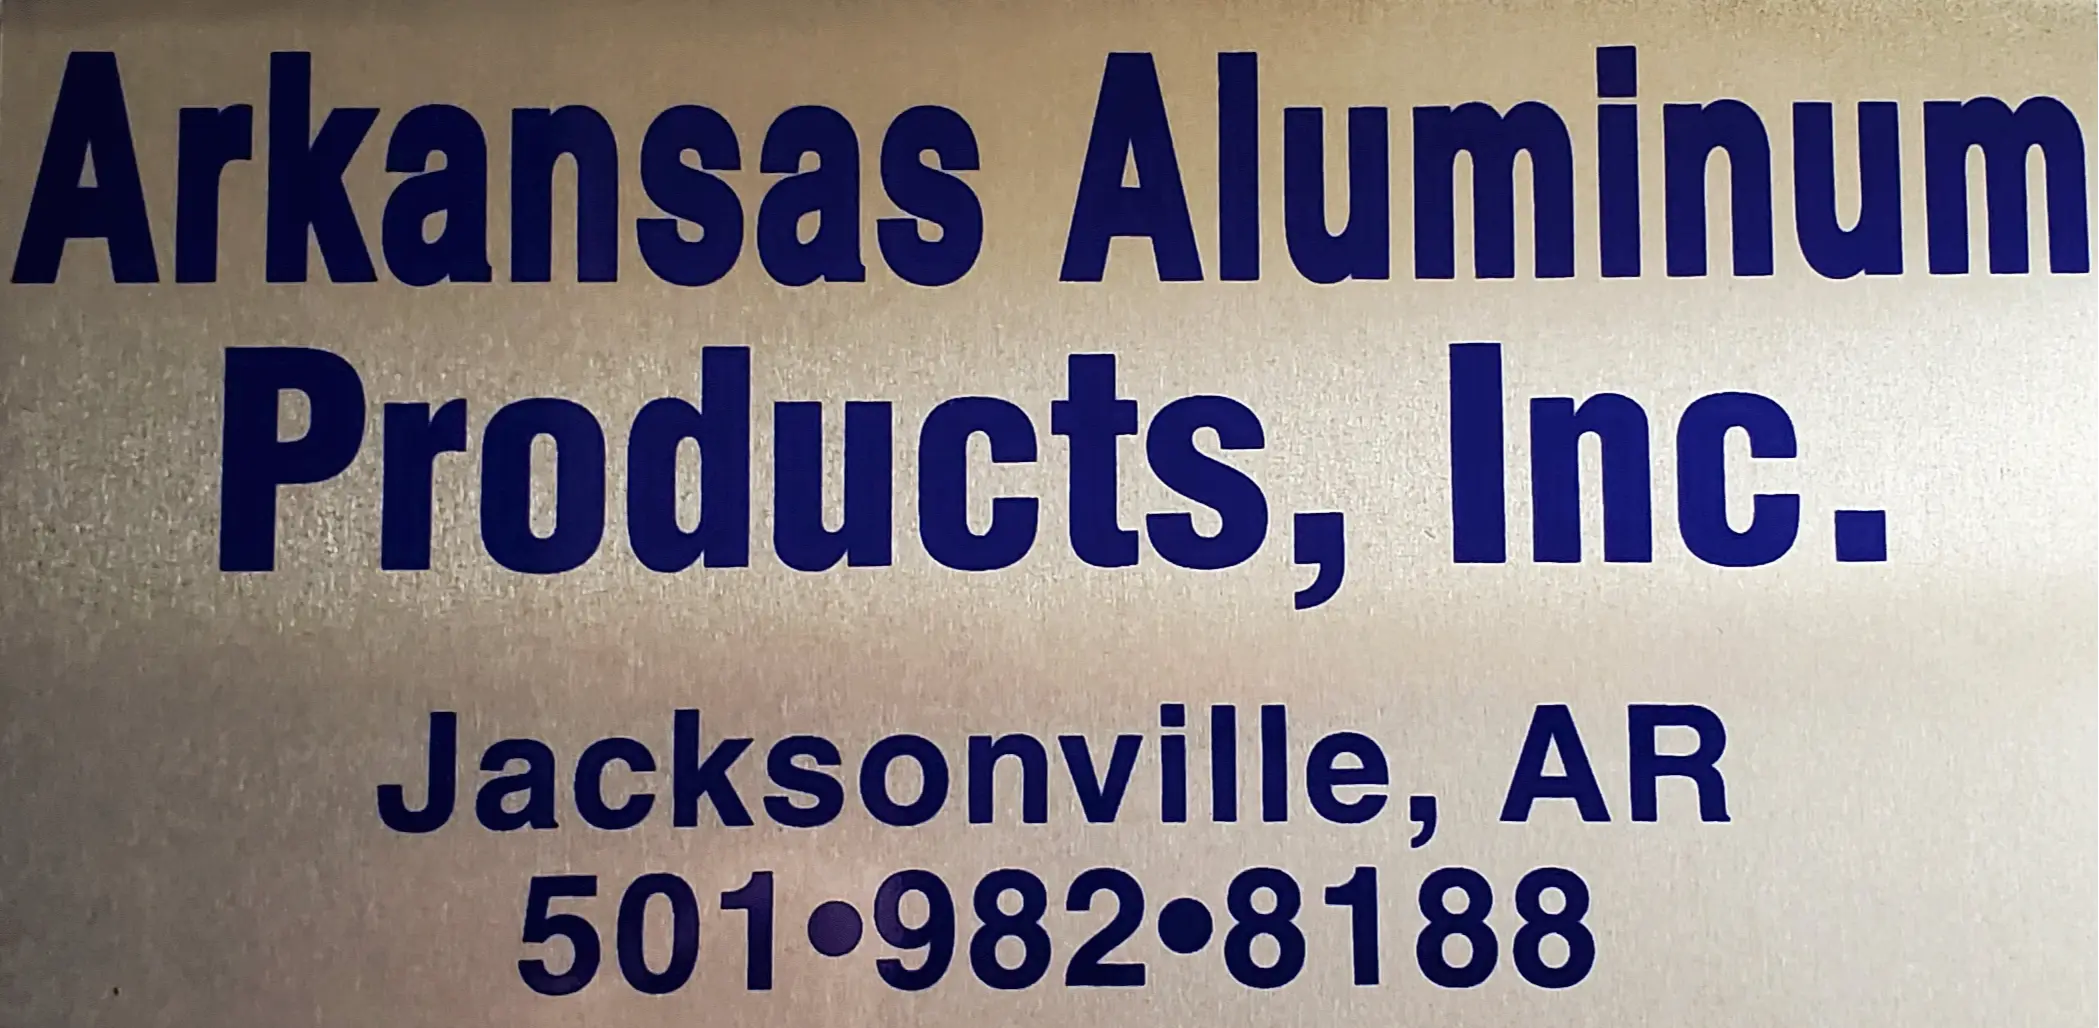 Arkansas Aluminum
Products, Inc.
Jacksonville, AR
501•982•8188